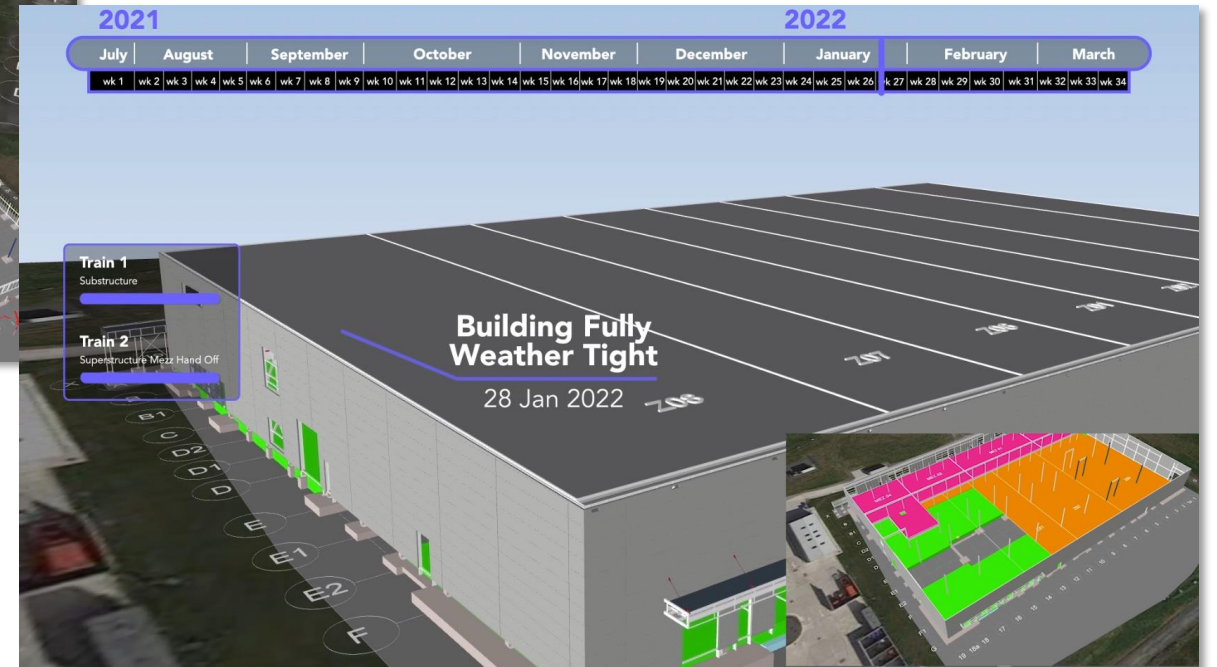 2021
2022
July August September October November December January February March
wk 1 wk 2 wk 3 wk 4 wk 5 wk 6 wk 7 wk 8 wk 9 wk 10 wk 11 wk 12 wk 13 wk 14 wk 15 wk 16 wk 17 wk 18 wk 19 wk 20 wk 21 wk 22 wk 23 wk 24 wk 25 wk 26 wk 27 wk 28 wk 29 wk 30 wk 31 wk 32 wk 33 wk 34
Train 1
Substructure
Train 2
Superstructure Mezz Hand Off
Building Fully
Weather Tight
28 Jan 2022
B1
C
D2
D1
D
E
E1
E2
F